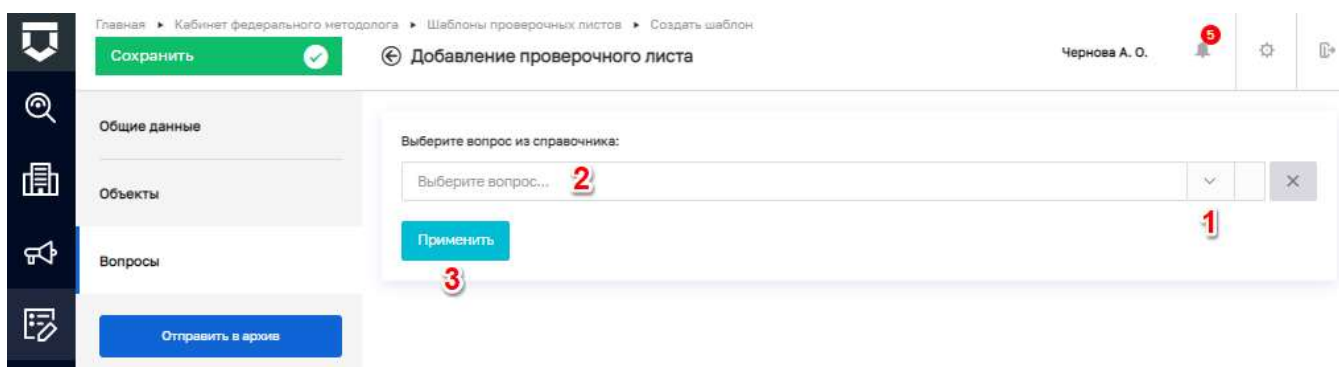 Главная ▸ Кабинет федерального методолога ▸ Шаблоны проверочных листов ▸ Создать шаблон
Сохранить
Добавление проверочного листа
Чернова А. О.
5
Общие данные
Объекты
Вопросы
Отправить в архив
Выберите вопрос из справочника:
Выберите вопрос... 2
1
Применить
3